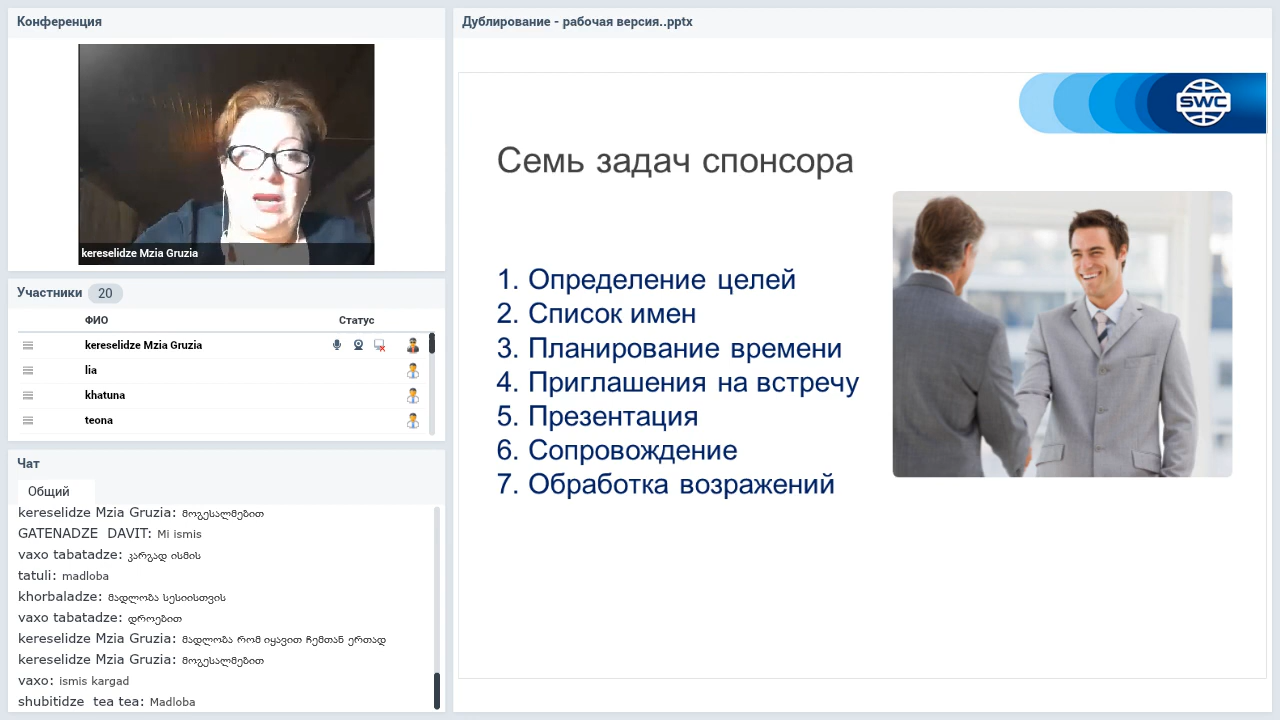 Конференция
kereselidze Mzia Gruzia
Участники 20
ФИО Статус
kereselidze Mzia Gruzia
lia
khatuna
teona
Чат
Общий
kereselidze Mzia Gruzia: მოგესალმებით
GATENADZE DAVIT: Mi ismis
vaxo tabatadze: კარგად ისმის
tatuli: madloba
khorbaladze: მადლობა სესიისთვის
vaxo tabatadze: დროებით
kereselidze Mzia Gruzia: მადლობა რომ იყავით ჩემთან ერთად
kereselidze Mzia Gruzia: მოგესალმებით
vaxo: ismis kargad
shubitidze tea tea: Madloba
Дублирование - рабочая версия..pptx
SWC
Семь задач спонсора
1. Определение целей
2. Список имен
3. Планирование времени
4. Приглашения на встречу
5. Презентация
6. Сопровождение
7. Обработка возражений